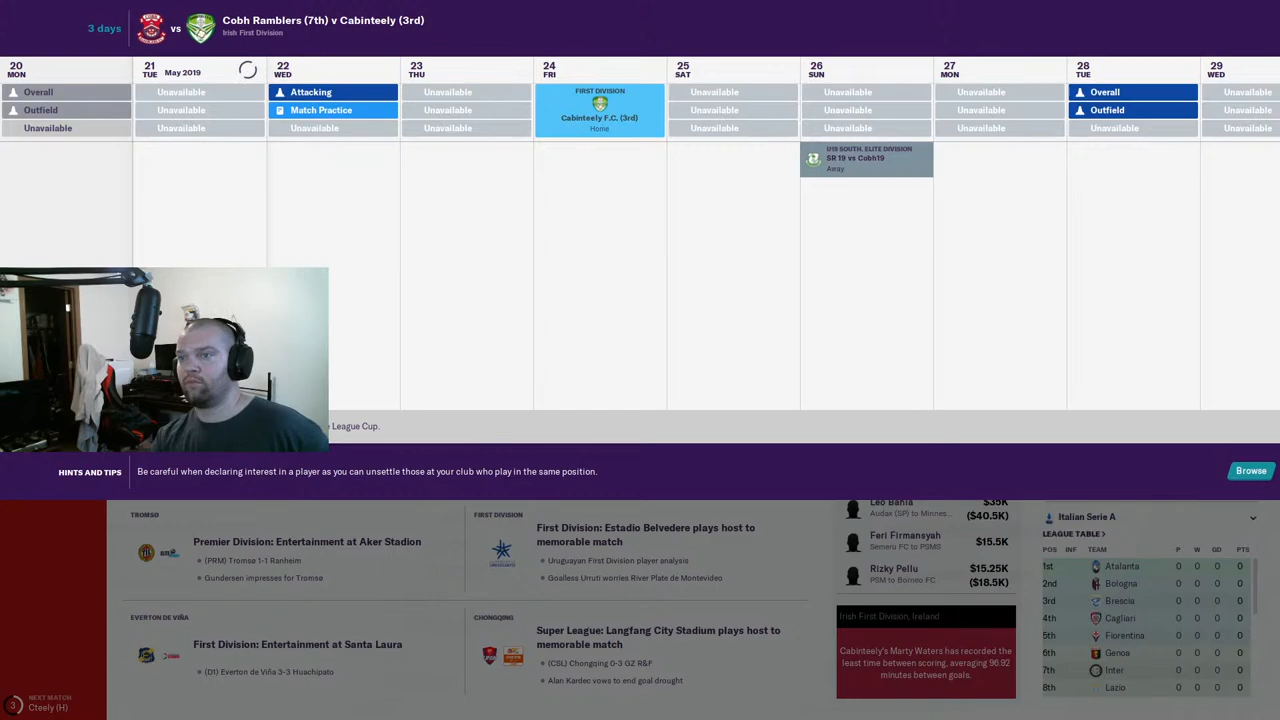 3 days
vs
Cobh Ramblers (7th) v Cabinteely (3rd)
Irish First Division
20 MON
21 TUE May 2019
22 WED
23 THU
24 FRI
25 SAT
26 SUN
27 MON
28 TUE
29 WED
Overall
Unavailable
Attacking
Unavailable
FIRST DIVISION
Unavailable
Unavailable
Unavailable
Overall
Unavailable
Outfield
Unavailable
Match Practice
Unavailable
Cabinteely F.C. (3rd)
Unavailable
Unavailable
Unavailable
Outfield
Unavailable
Unavailable
Unavailable
Unavailable
Unavailable
Home
Unavailable
Unavailable
Unavailable
Unavailable
Unavailable
U19 SOUTH. ELITE DIVISION
SR 19 vs Cobh19
Away
League Cup.
HINTS AND TIPS
Be careful when declaring interest in a player as you can unsettle those at your club who play in the same position.
Browse
TROMSØ
Premier Division: Entertainment at Aker Stadion
• (PRM) Tromsø 1-1 Ranheim
• Gundersen impresses for Tromsø
FIRST DIVISION
First Division: Estadio Belvedere plays host to
memorable match
• Uruguayan First Division player analysis
• Goalless Urruti worries River Plate de Montevideo
EVERTON DE VIÑA
First Division: Entertainment at Santa Laura
• (D1) Everton de Viña 3-3 Huachipato
CHONGQING
Super League: Langfang City Stadium plays host to
memorable match
• (CSL) Chongqing 0-3 GZ R&F
• Alan Kardec vows to end goal drought
Leo Bahia
Audax (SP) to Minnes...
$35K
($40.5K)
Feri Firmansyah
Semeru FC to PSMS
$15.5K
Rizky Pellu
PSM to Borneo FC
$15.25K
($18.5K)
Irish First Division, Ireland
Cabinteely's Marty Waters has recorded the
least time between scoring, averaging 96.92
minutes between goals.
Italian Serie A
LEAGUE TABLE >
POS INF TEAM P W GD PTS
1st Atalanta 0 0 0 0
2nd Bologna 0 0 0 0
3rd Brescia 0 0 0 0
4th Cagliari 0 0 0 0
5th Fiorentina 0 0 0 0
6th Genoa 0 0 0 0
7th Inter 0 0 0 0
8th Lazio 0 0 0 0
3
NEXT MATCH
Cteely (H)